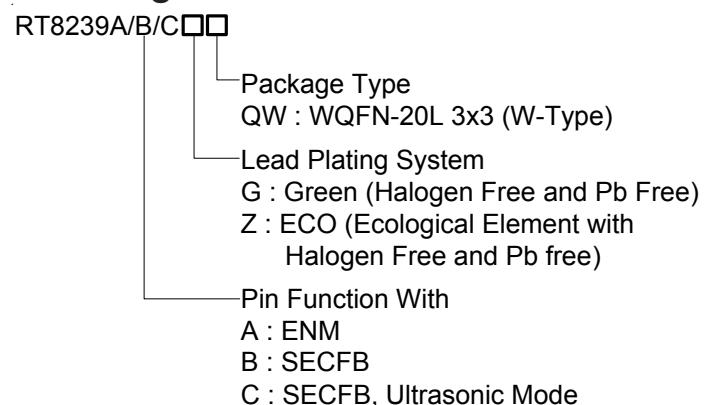 RT8239A/B/C□□
Package Type
QW : WQFN-20L 3x3 (W-Type)
Lead Plating System
G : Green (Halogen Free and Pb Free)
Z : ECO (Ecological Element with
Halogen Free and Pb free)
Pin Function With
A : ENM
B : SECFB
C : SECFB, Ultrasonic Mode